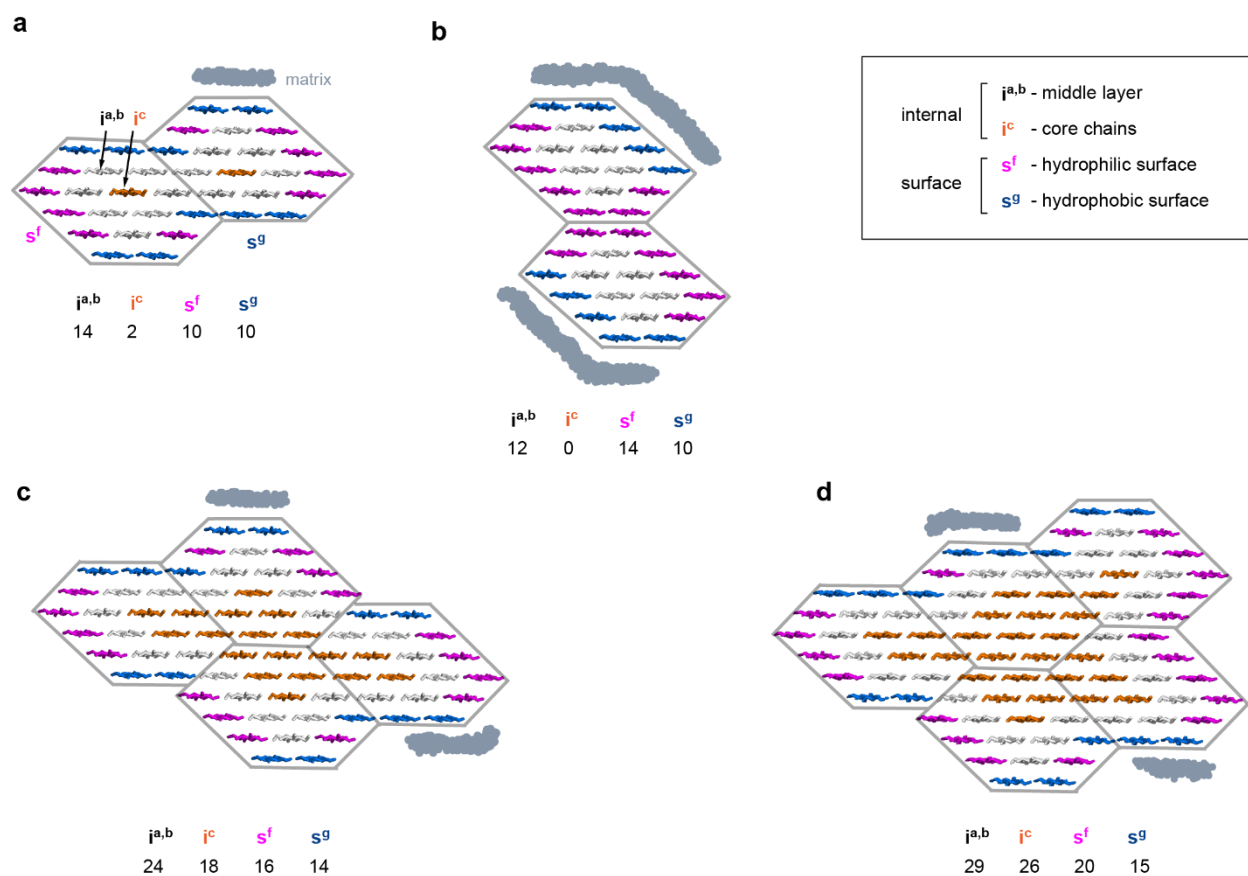 a
matrix
i^a,b i^c
s^f
s^g
i^a,b i^c s^f s^g
14 2 10 10
b
i^a,b i^c s^f s^g
12 0 14 10
internal
i^a,b - middle layer
i^c - core chains
surface
s^f - hydrophilic surface
s^g - hydrophobic surface
c
i^a,b i^c s^f s^g
24 18 16 14
d
i^a,b i^c s^f s^g
29 26 20 15